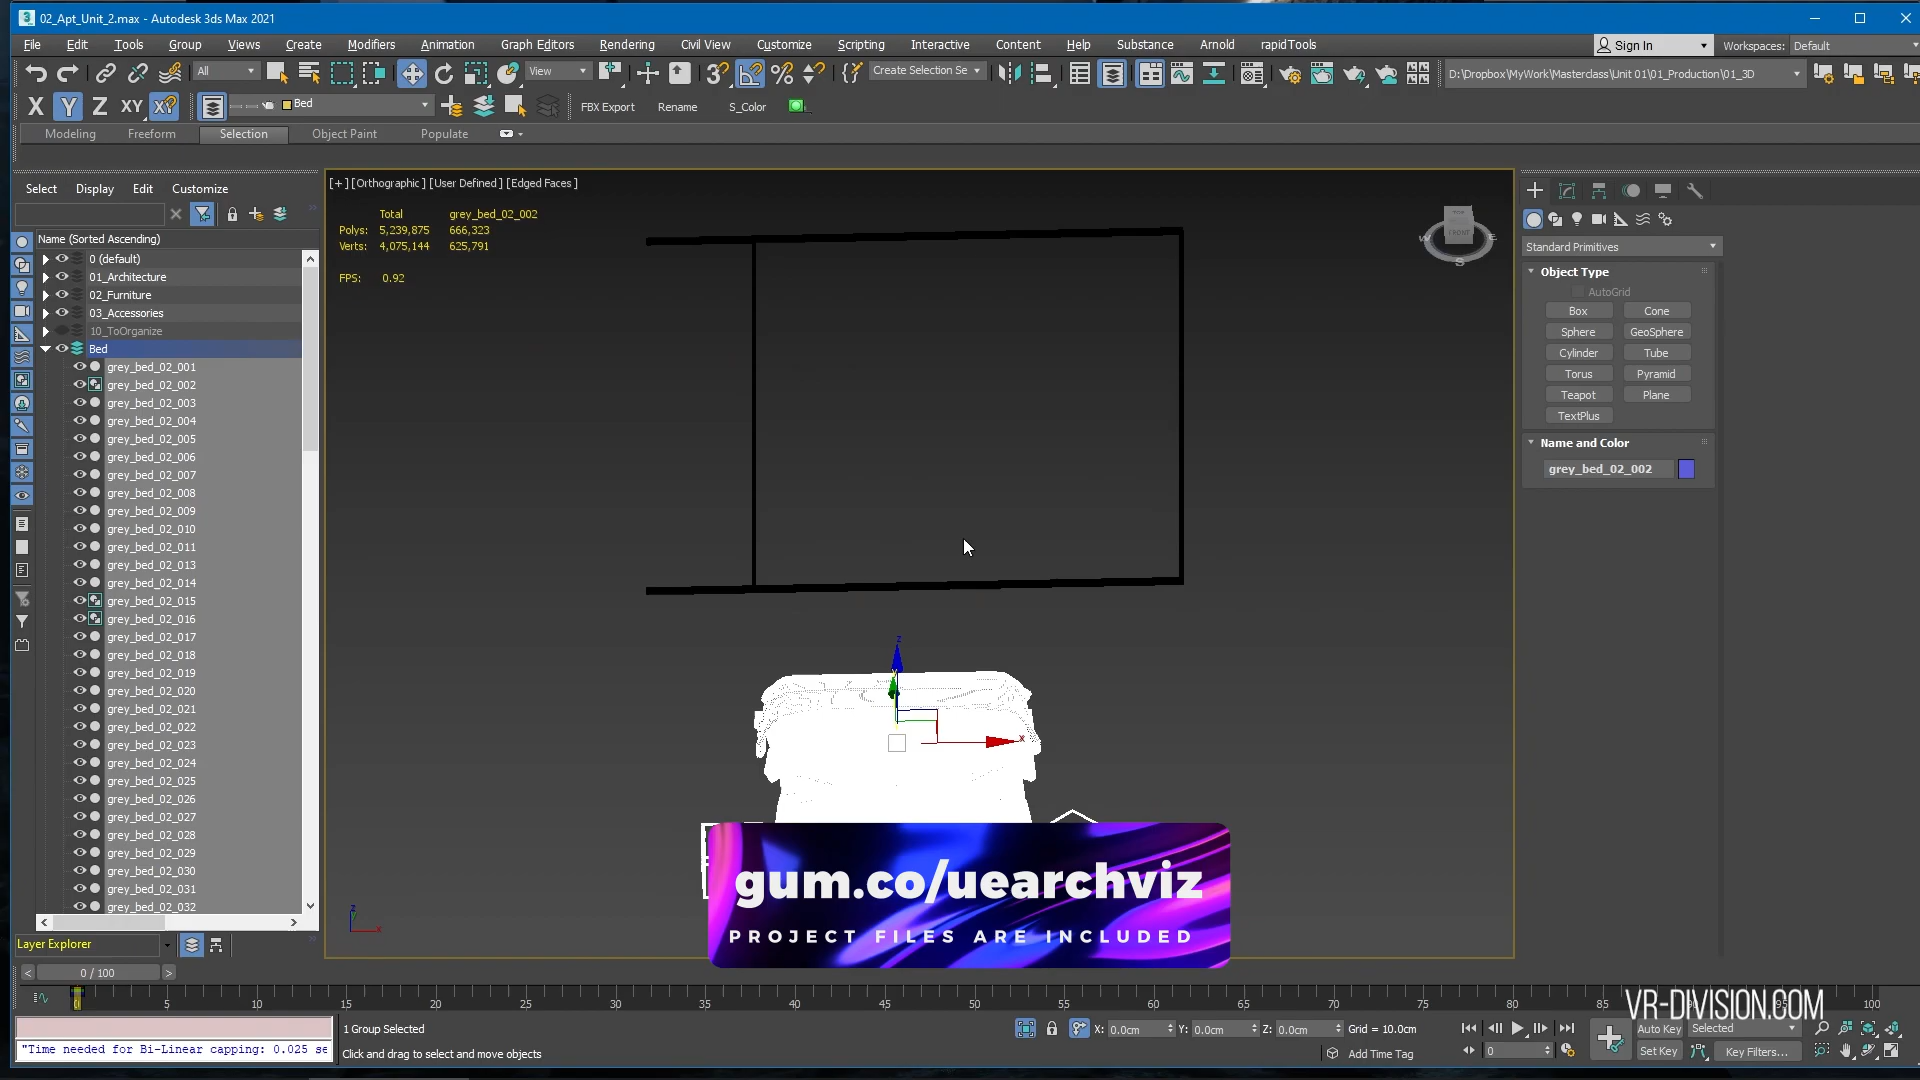 02_Apt_Unit_2.max - Autodesk 3ds Max 2021
File Edit Tools Group Views Create Modifiers Animation Graph Editors Rendering Civil View Customize Scripting Interactive Content Help Substance Arnold rapidTools
Sign In Workspaces: Default
All View Create Selection Se D:\Dropbox\MyWork\Masterclass\Unit 01\01_Production\01_3D
X Y Z XY Bed FBX Export Rename S_Color
Modeling Freeform Selection Object Paint Populate
Select Display Edit Customize
Name (Sorted Ascending)
0 (default)
01_Architecture
02_Furniture
03_Accessories
10_ToOrganize
Bed
grey_bed_02_001
grey_bed_02_002
grey_bed_02_003
grey_bed_02_004
grey_bed_02_005
grey_bed_02_006
grey_bed_02_007
grey_bed_02_008
grey_bed_02_009
grey_bed_02_010
grey_bed_02_011
grey_bed_02_013
grey_bed_02_014
grey_bed_02_015
grey_bed_02_016
grey_bed_02_017
grey_bed_02_018
grey_bed_02_019
grey_bed_02_020
grey_bed_02_021
grey_bed_02_022
grey_bed_02_023
grey_bed_02_024
grey_bed_02_025
grey_bed_02_026
grey_bed_02_027
grey_bed_02_028
grey_bed_02_029
grey_bed_02_030
grey_bed_02_031
grey_bed_02_032
Layer Explorer
[+] [Orthographic ] [User Defined ] [Edged Faces ]
Total grey_bed_02_002
Polys: 5,239,875 666,323
Verts: 4,075,144 625,791
FPS: 0.92
FRONT
S
z
x
gum.co/uearchviz
PROJECT FILES ARE INCLUDED
Standard Primitives
Object Type
AutoGrid
Box Cone
Sphere GeoSphere
Cylinder Tube
Torus Pyramid
Teapot Plane
TextPlus
Name and Color
grey_bed_02_002
0 / 100
0 5 10 15 20 25 30 35 40 45 50 55 60 65 70 75 80 85 100
VR-DIVISION.COM
"Time needed for Bi-Linear capping: 0.025 se
1 Group Selected
Click and drag to select and move objects
X: 0.0cm Y: 0.0cm Z: 0.0cm Grid = 10.0cm
Add Time Tag
0
Auto Key Selected
Set Key Key Filters...